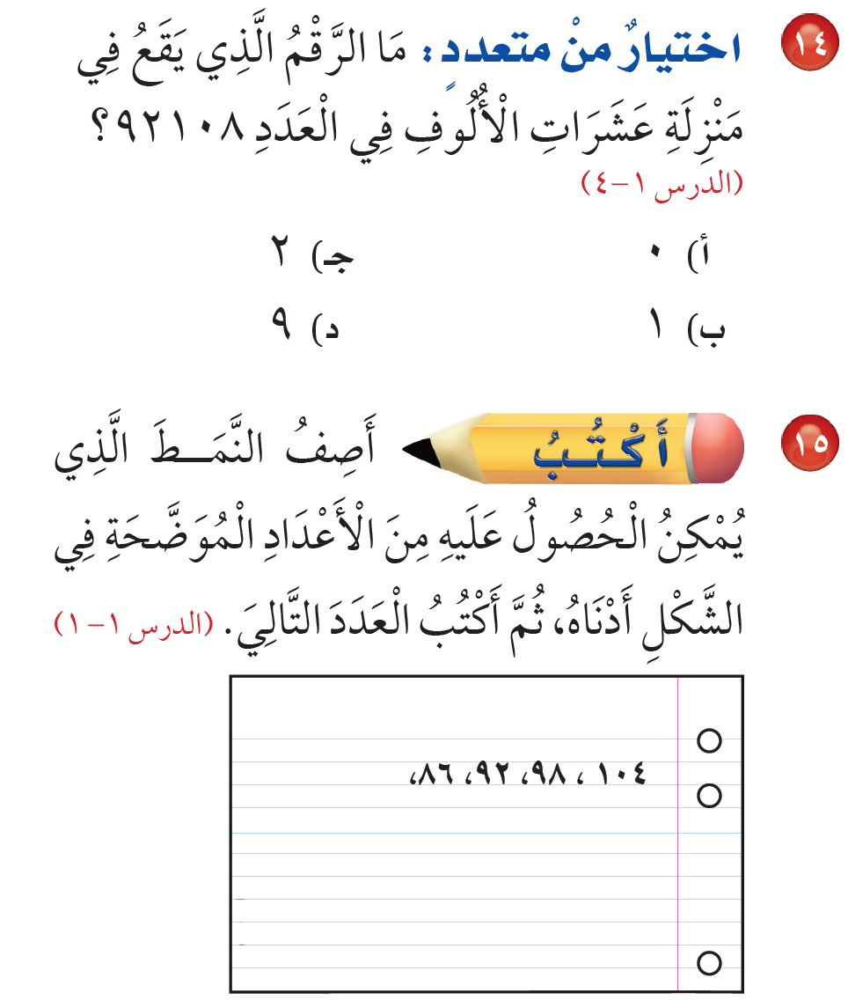 ١٤ اختيارٌ منْ متعددٍ: مَا الرَّقْمُ الَّذِي يَقَعُ فِي
مَنْزِلَةِ عَشَرَاتِ الْأُلُوفِ فِي الْعَدَدِ ٩٢١٠٨؟
(الدرس ١-٤)
أ) ٠ جـ) ٢
ب) ١ د) ٩
١٥ أَكْتُبُ أَصِفُ النَّمَـــطَ الَّذِي
يُمْكِنُ الْحُصُولُ عَلَيهِ مِنَ الْأَعْدَادِ الْمُوَضَّحَةِ فِي
الشَّكْلِ أَدْنَاهُ، ثُمَّ أَكْتُبُ الْعَدَدَ التَّالِيَ. (الدرس ١-١)
١٠٤ ، ٩٨، ٩٢، ٨٦،